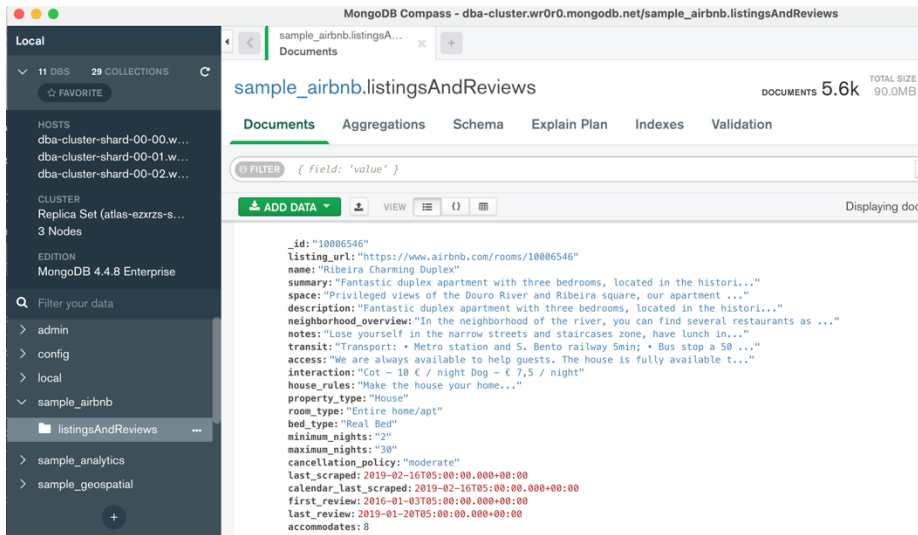 MongoDB Compass - dba-cluster.wr0r0.mongodb.net/sample_airbnb.listingsAndReviews
Local
11 DBS 29 COLLECTIONS
☆ FAVORITE
HOSTS
dba-cluster-shard-00-00.w...
dba-cluster-shard-00-01.w...
dba-cluster-shard-00-02.w...
CLUSTER
Replica Set (atlas-ezxrzs-s...
3 Nodes
EDITION
MongoDB 4.4.8 Enterprise
Filter your data
admin
config
local
sample_airbnb
listingsAndReviews ...
sample_analytics
sample_geospatial
+
sample_airbnb.listingsA...
Documents
sample_airbnb.listingsAndReviews
DOCUMENTS 5.6k TOTAL SIZE 90.0MB
Documents Aggregations Schema Explain Plan Indexes Validation
FILTER { field: 'value' }
ADD DATA VIEW {} Displaying doc
_id: "10006546"
listing_url: "https://www.airbnb.com/rooms/10006546"
name: "Ribeira Charming Duplex"
summary: "Fantastic duplex apartment with three bedrooms, located in the histori..."
space: "Privileged views of the Douro River and Ribeira square, our apartment ..."
description: "Fantastic duplex apartment with three bedrooms, located in the histori..."
neighborhood_overview: "In the neighborhood of the river, you can find several restaurants as ..."
notes: "Lose yourself in the narrow streets and staircases zone, have lunch in..."
transit: "Transport: • Metro station and S. Bento railway 5min; • Bus stop a 50 ..."
access: "We are always available to help guests. The house is fully available t..."
interaction: "Cot - 10 € / night Dog - € 7,5 / night"
house_rules: "Make the house your home..."
property_type: "House"
room_type: "Entire home/apt"
bed_type: "Real Bed"
minimum_nights: "2"
maximum_nights: "30"
cancellation_policy: "moderate"
last_scraped: 2019-02-16T05:00:00.000+00:00
calendar_last_scraped: 2019-02-16T05:00:00.000+00:00
first_review: 2016-01-03T05:00:00.000+00:00
last_review: 2019-01-20T05:00:00.000+00:00
accommodates: 8